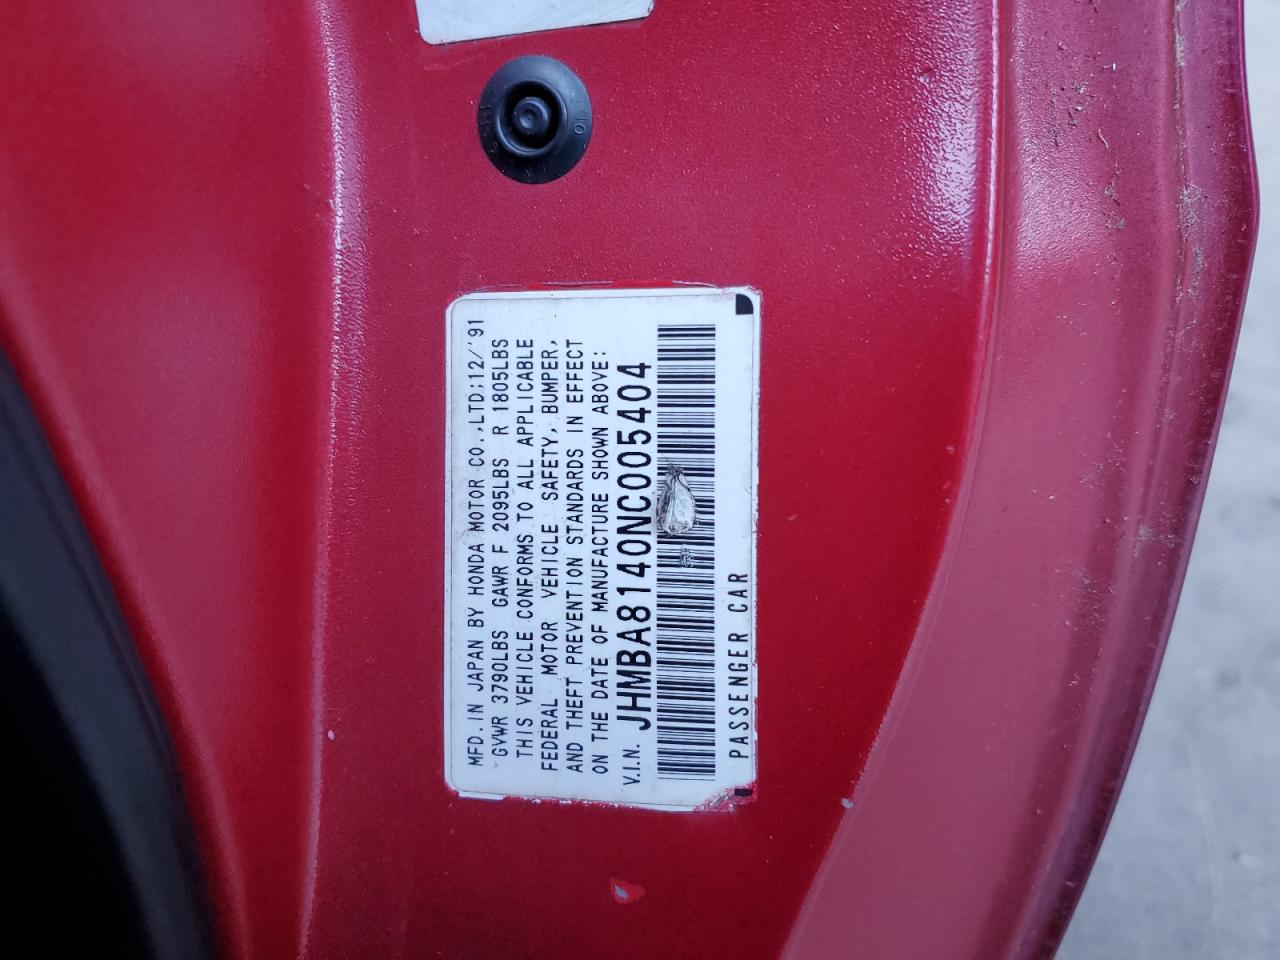 MFD.IN JAPAN BY HONDA MOTOR CO.,LTD:12/'91
GVWR 3790LBS GAWR F 2095LBS R 1805LBS
THIS VEHICLE CONFORMS TO ALL APPLICABLE
FEDERAL MOTOR VEHICLE SAFETY, BUMPER,
AND THEFT PREVENTION STANDARDS IN EFFECT
ON THE DATE OF MANUFACTURE SHOWN ABOVE:
V.I.N. JHMBA8140NC005404
PASSENGER CAR